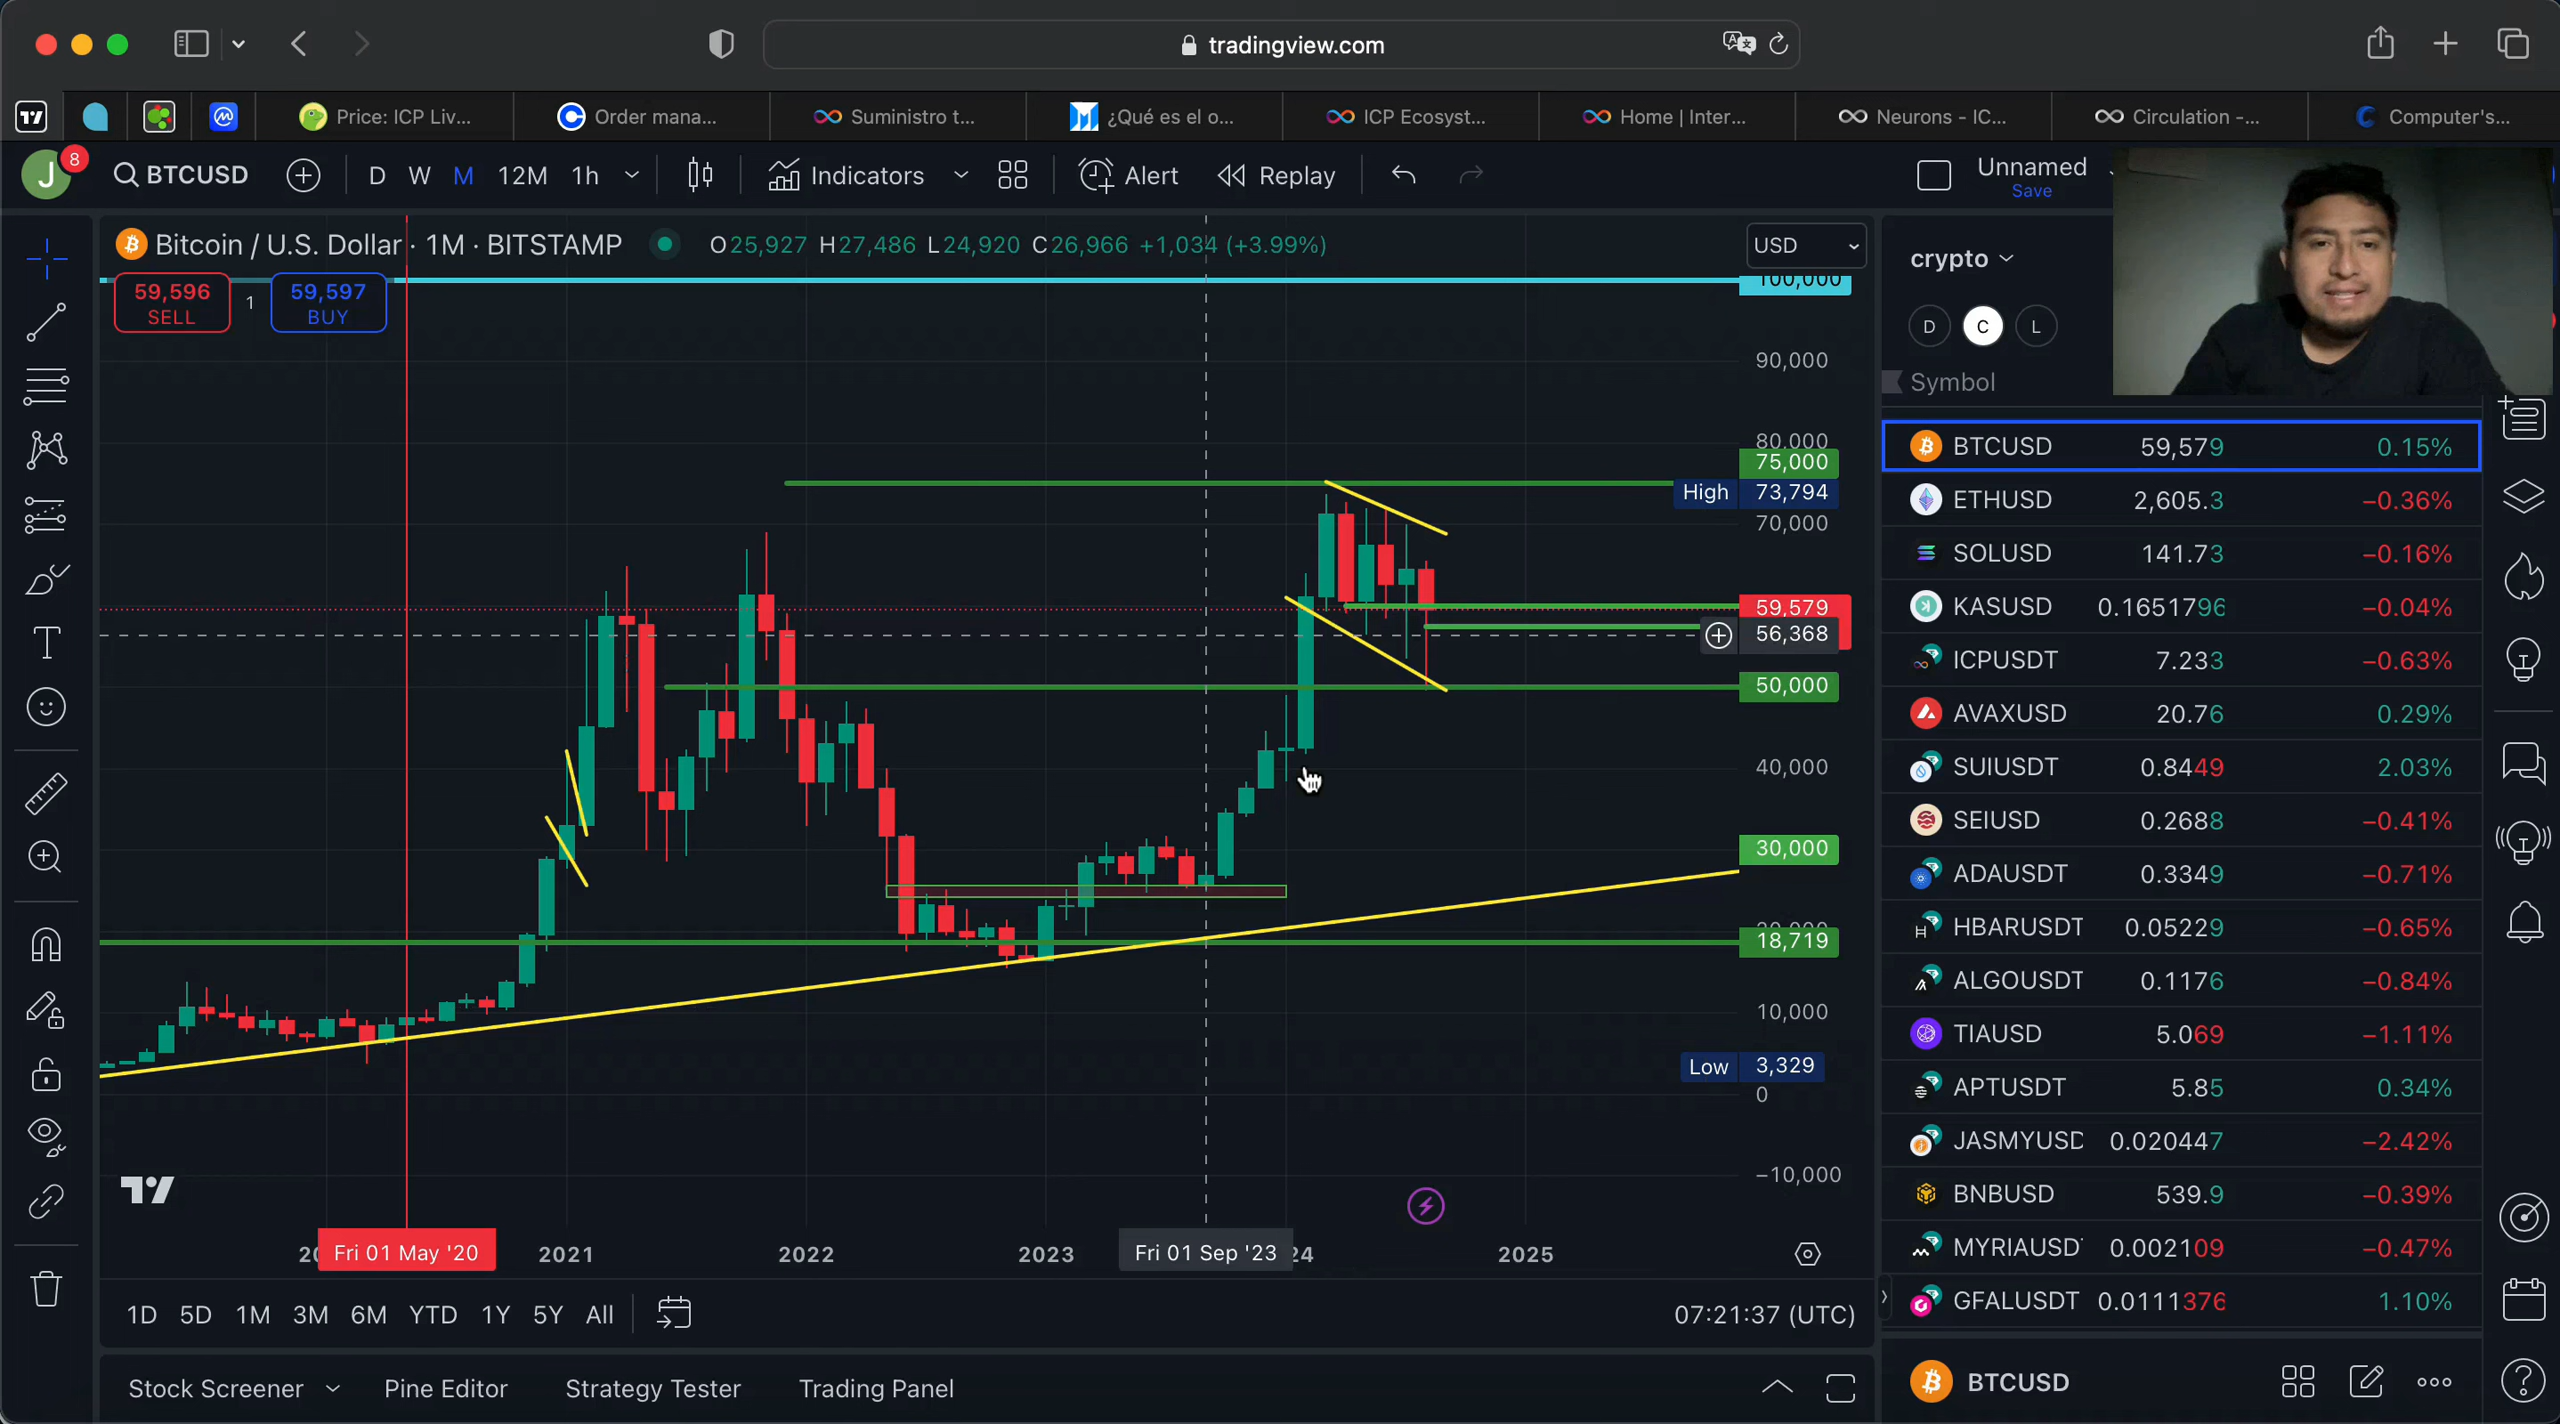 tradingview.com
Price: ICP Liv...
Order mana...
Suministro t...
¿Qué es el o...
ICP Ecosyst...
Home | Inter...
Neurons - IC...
Circulation -...
Computer's...
J
8
BTCUSD
D W M 12M 1h
Indicators
Alert
Replay
Unnamed
Save
Bitcoin / U.S. Dollar · 1M · BITSTAMP
O25,927 H27,486 L24,920 C26,966 +1,034 (+3.99%)
USD
59,596
SELL
1
59,597
BUY
100,000
90,000
80,000
75,000
High 73,794
70,000
59,579
56,368
50,000
40,000
30,000
18,719
10,000
Low 3,329
0
−10,000
Fri 01 May '20
2021
2022
2023
Fri 01 Sep '23
24
2025
1D 5D 1M 3M 6M YTD 1Y 5Y All
07:21:37 (UTC)
Stock Screener
Pine Editor
Strategy Tester
Trading Panel
crypto
D C L
Symbol
BTCUSD 59,579 0.15%
ETHUSD 2,605.3 −0.36%
SOLUSD 141.73 −0.16%
KASUSD 0.1651796 −0.04%
ICPUSDT 7.233 −0.63%
AVAXUSD 20.76 0.29%
SUIUSDT 0.8449 2.03%
SEIUSD 0.2688 −0.41%
ADAUSDT 0.3349 −0.71%
HBARUSDT 0.05229 −0.65%
ALGOUSDT 0.1176 −0.84%
TIAUSD 5.069 −1.11%
APTUSDT 5.85 0.34%
JASMYUSD 0.020447 −2.42%
BNBUSD 539.9 −0.39%
MYRIAUSD 0.002109 −0.47%
GFALUSDT 0.0111376 1.10%
BTCUSD